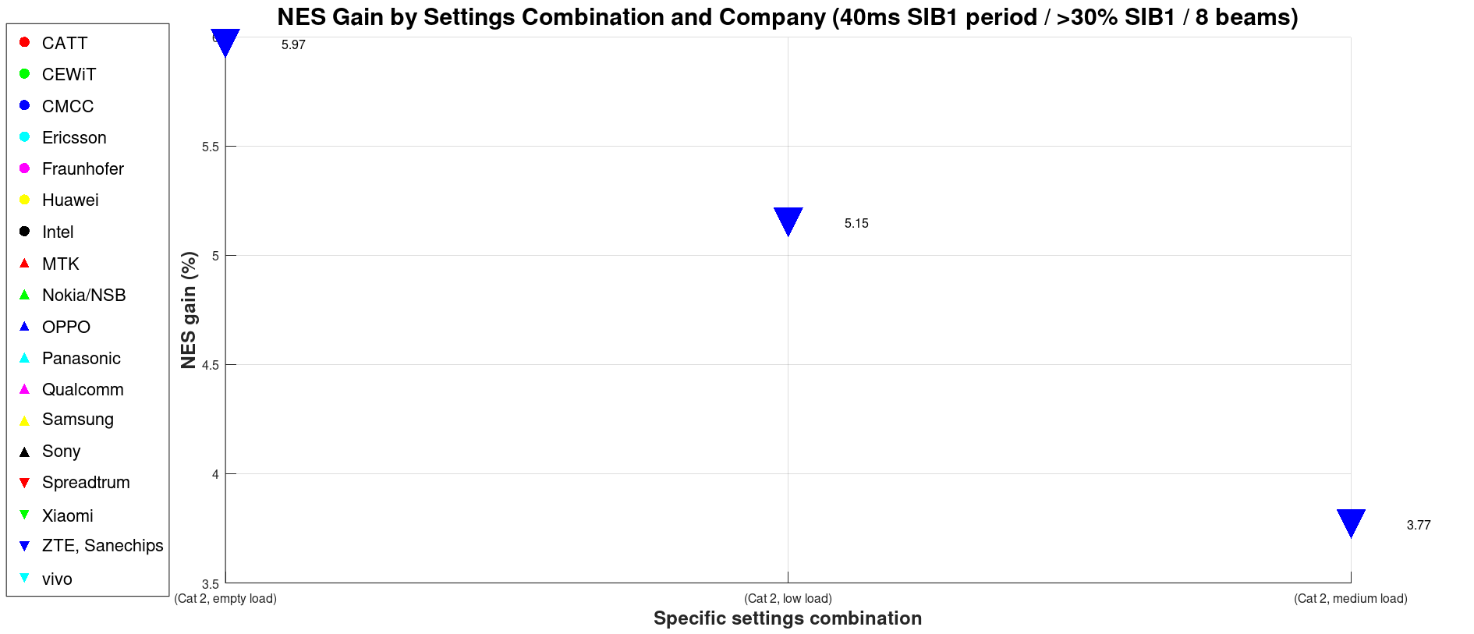 NES Gain by Settings Combination and Company (40ms SIB1 period / >30% SIB1 / 8 beams)
CATT
CEWiT
CMCC
Ericsson
Fraunhofer
Huawei
Intel
MTK
Nokia/NSB
OPPO
Panasonic
Qualcomm
Samsung
Sony
Spreadtrum
Xiaomi
ZTE, Sanechips
vivo
NES gain (%)
6
5.5
5
4.5
4
3.5
5.97
5.15
3.77
(Cat 2, empty load)
(Cat 2, low load)
(Cat 2, medium load)
Specific settings combination